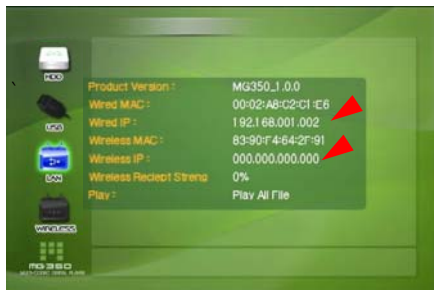 HDD
USB
LAN
WIRELESS
MG350
Product Version : MG350_1.0.0
Wired MAC : 00:02:A8:C2:C1:E6
Wired IP : 192.168.001.002
Wireless MAC : 83:90:F4:64:2F:91
Wireless IP : 000.000.000.000
Wireless Reciept Streng 0%
Play : Play All File